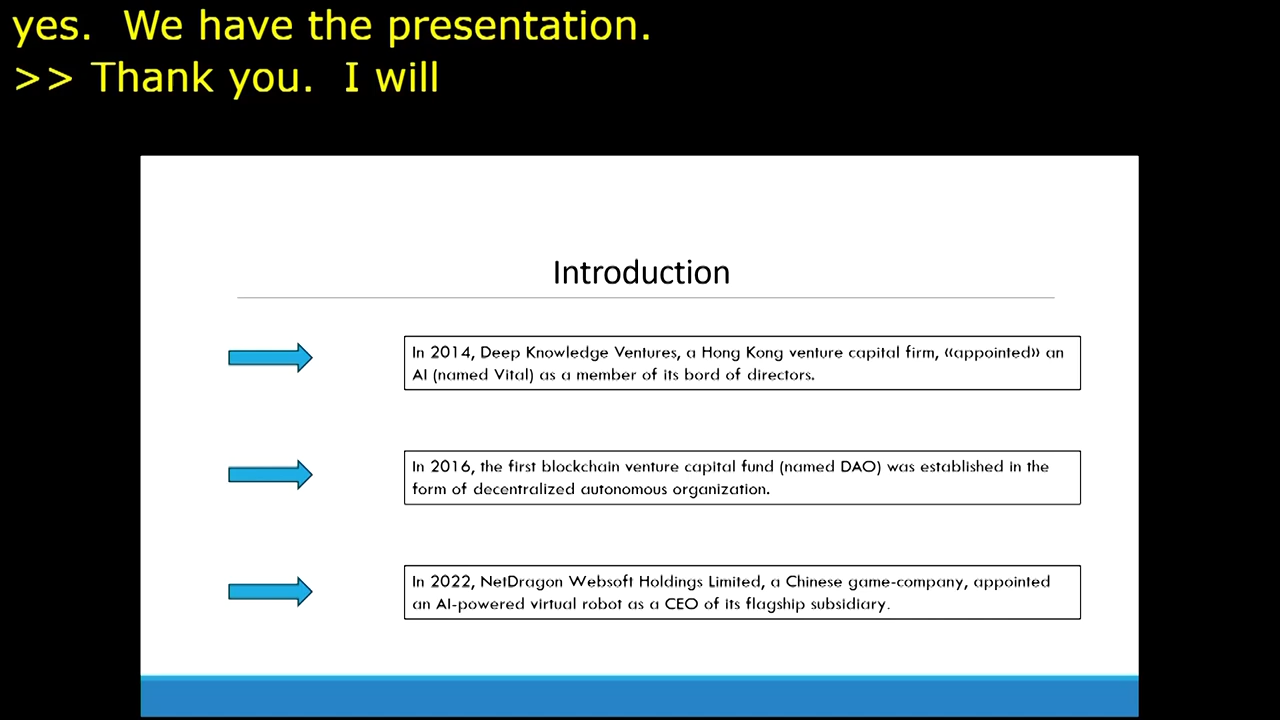 yes.  We have the presentation.
>> Thank you.  I will
Introduction
In 2014, Deep Knowledge Ventures, a Hong Kong venture capital firm, «appointed» an
AI (named Vital) as a member of its bord of directors.
In 2016, the first blockchain venture capital fund (named DAO) was established in the
form of decentralized autonomous organization.
In 2022, NetDragon Websoft Holdings Limited, a Chinese game-company, appointed
an AI-powered virtual robot as a CEO of its flagship subsidiary.